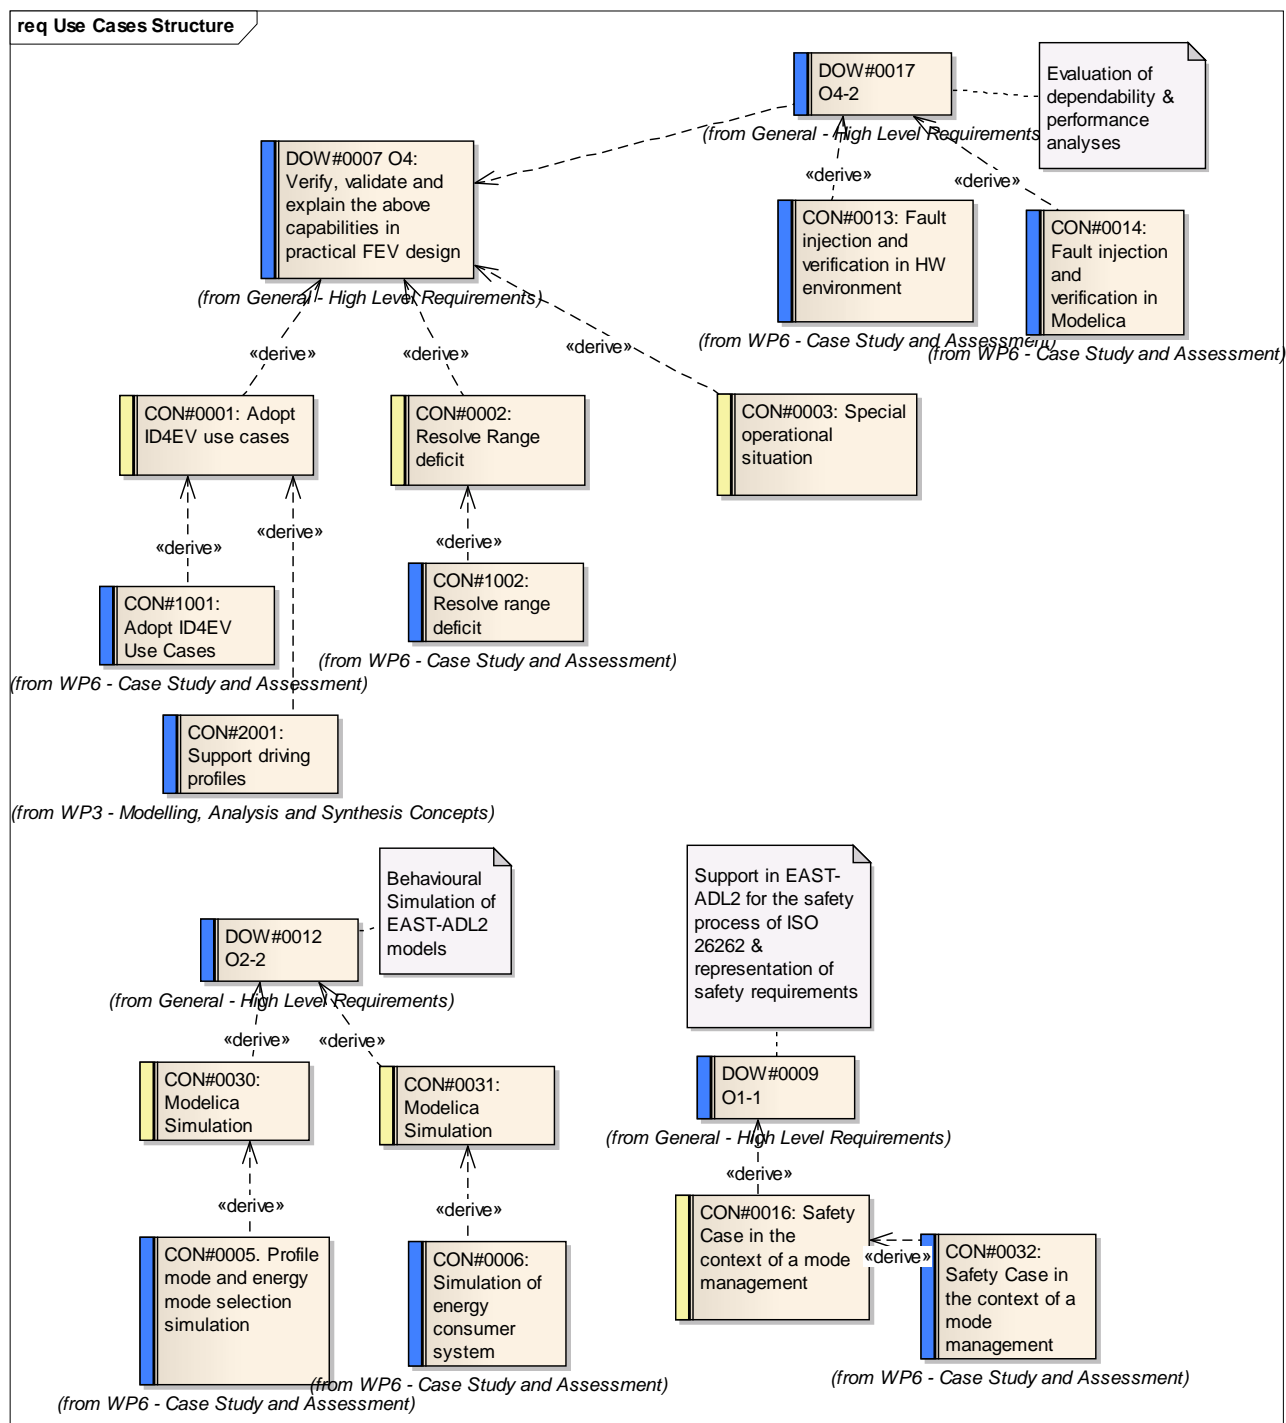 req Use Cases Structure
DOW#0017
O4-2
Evaluation of
dependability &
performance
analyses
(from General - High Level Requirements
DOW#0007 O4:
Verify, validate and
explain the above
capabilities in
practical FEV design
(from General - High Level Requirements)
«derive»
«derive»
CON#0013: Fault
injection and
verification in HW
environment
(from WP6 - Case Study and Assessment)
CON#0014:
Fault injection
and
verification in
Modelica
(from WP6 - Case Study and Assessment)
«derive»
«derive»
«derive»
CON#0001: Adopt
ID4EV use cases
CON#0002:
Resolve Range
deficit
CON#0003: Special
operational
situation
«derive»
«derive»
«derive»
CON#1001:
Adopt ID4EV
Use Cases
(from WP6 - Case Study and Assessment)
CON#1002:
Resolve range
deficit
(from WP6 - Case Study and Assessment)
CON#2001:
Support driving
profiles
(from WP3 - Modelling, Analysis and Synthesis Concepts)
Behavioural
Simulation of
EAST-ADL2
models
DOW#0012
O2-2
(from General - High Level Requirements)
«derive»
«derive»
CON#0030:
Modelica
Simulation
CON#0031:
Modelica
Simulation
«derive»
«derive»
CON#0005. Profile
mode and energy
mode selection
simulation
(from WP6 - Case Study and Assessment)
CON#0006:
Simulation of
energy
consumer
system
(from WP6 - Case Study and Assessment)
Support in EAST-
ADL2 for the safety
process of ISO
26262 &
representation of
safety requirements
DOW#0009
O1-1
(from General - High Level Requirements)
«derive»
CON#0016: Safety
Case in the
context of a mode
management
«derive»
CON#0032:
Safety Case in
the context of a
mode
management
(from WP6 - Case Study and Assessment)